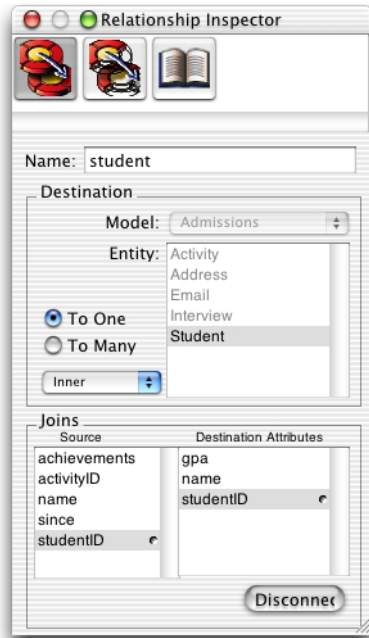 Relationship Inspector
Name: student
Destination
Model: Admissions
Entity: Activity
Address
Email
Interview
Student
To One
To Many
Inner
Joins
Source
achievements
activityID
name
since
studentID
Destination Attributes
gpa
name
studentID
Disconnec